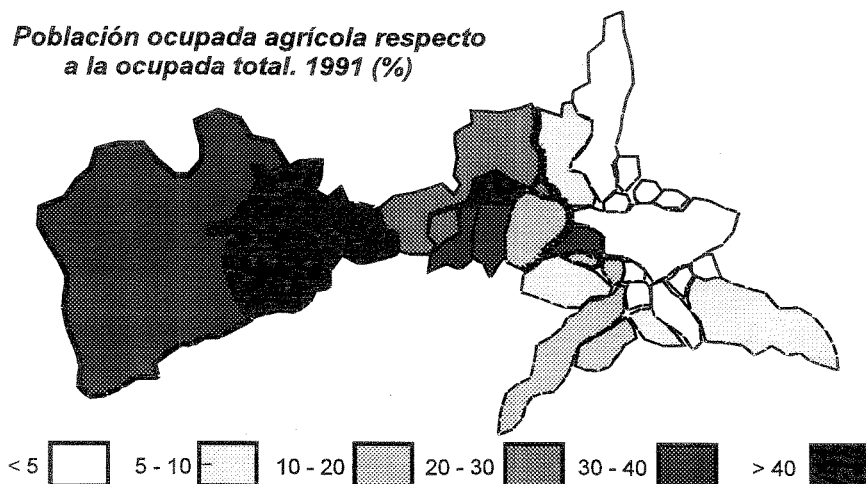 Población ocupada agrícola respecto
a la ocupada total. 1991 (%)
< 5 5 - 10 10 - 20 20 - 30 30 - 40 > 40